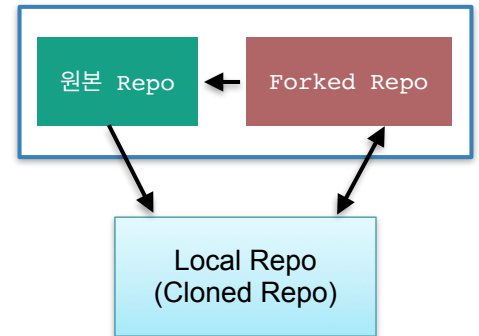 원본 Repo
Forked Repo
Local Repo
(Cloned Repo)